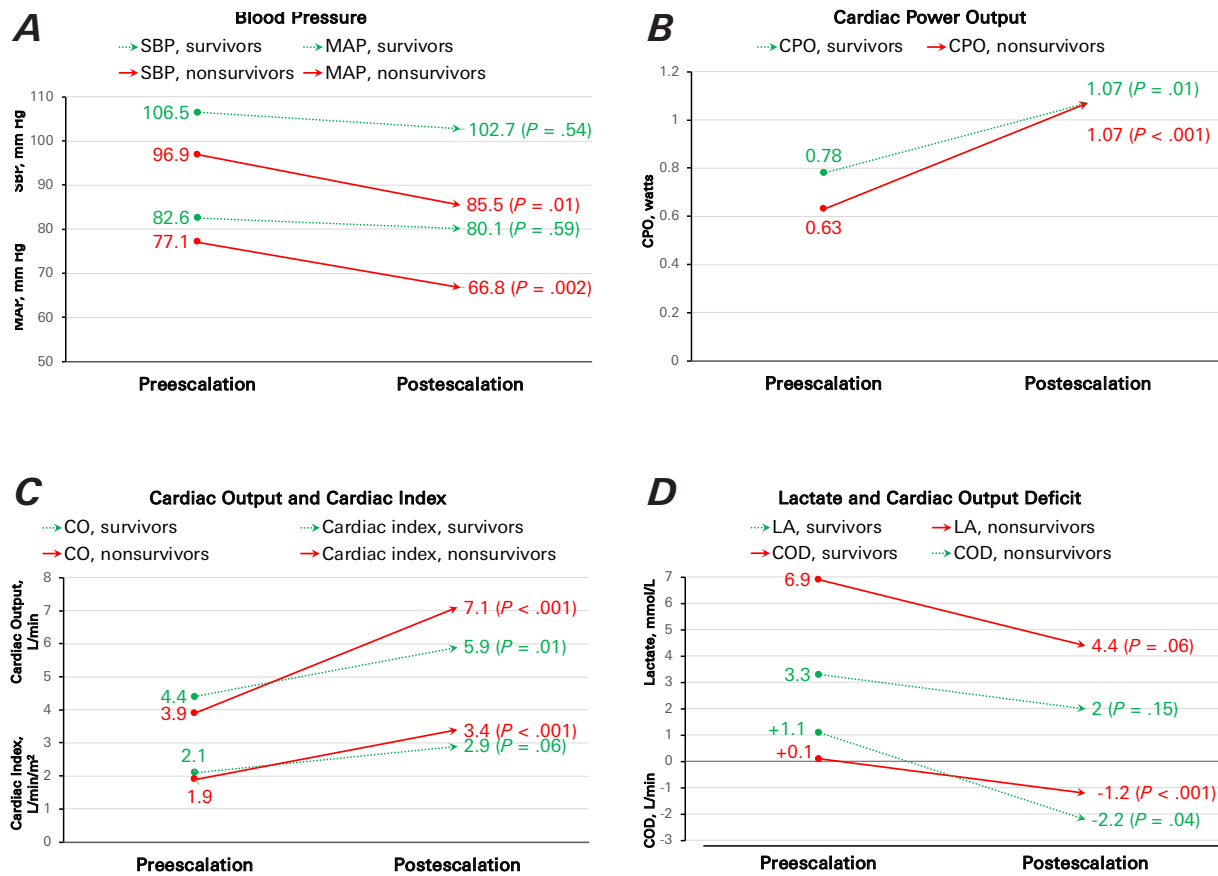 A
Blood Pressure
SBP, survivors MAP, survivors
SBP, nonsurvivors MAP, nonsurvivors
SBP, mm Hg
MAP, mm Hg
110
100
90
80
70
60
50
106.5
96.9
82.6
77.1
102.7 (P = .54)
85.5 (P = .01)
80.1 (P = .59)
66.8 (P = .002)
Preescalation Postescalation
B
Cardiac Power Output
CPO, survivors CPO, nonsurvivors
CPO, watts
1.2
1
0.8
0.6
0.4
0.2
0
0.78
0.63
1.07 (P = .01)
1.07 (P < .001)
Preescalation Postescalation
C
Cardiac Output and Cardiac Index
CO, survivors Cardiac index, survivors
CO, nonsurvivors Cardiac index, nonsurvivors
Cardiac Output,
L/min
Cardiac Index,
L/min/m²
8
7
6
5
4
3
2
1
0
4.4
3.9
2.1
1.9
7.1 (P < .001)
5.9 (P = .01)
3.4 (P < .001)
2.9 (P = .06)
Preescalation Postescalation
D
Lactate and Cardiac Output Deficit
LA, survivors LA, nonsurvivors
COD, survivors COD, nonsurvivors
Lactate, mmol/L
COD, L/min
7
6
5
4
3
2
1
0
-1
-2
-3
6.9
3.3
+1.1
+0.1
4.4 (P = .06)
2 (P = .15)
-1.2 (P < .001)
-2.2 (P = .04)
Preescalation Postescalation